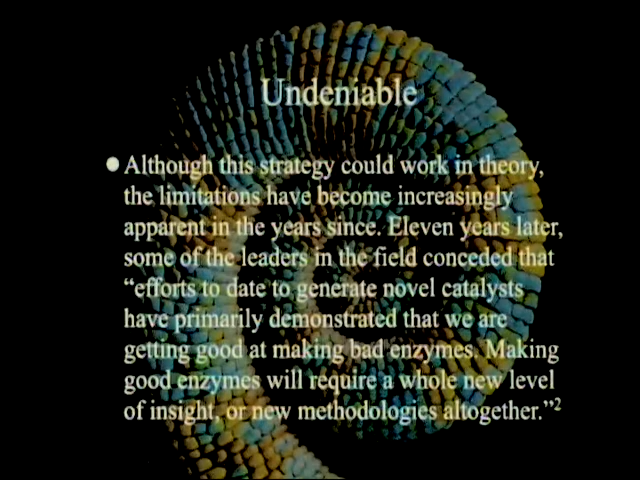 Undeniable
Although this strategy could work in theory,
the limitations have become increasingly
apparent in the years since. Eleven years later,
some of the leaders in the field conceded that
“efforts to date to generate novel catalysts
have primarily demonstrated that we are
getting good at making bad enzymes. Making
good enzymes will require a whole new level
of insight, or new methodologies altogether.”2